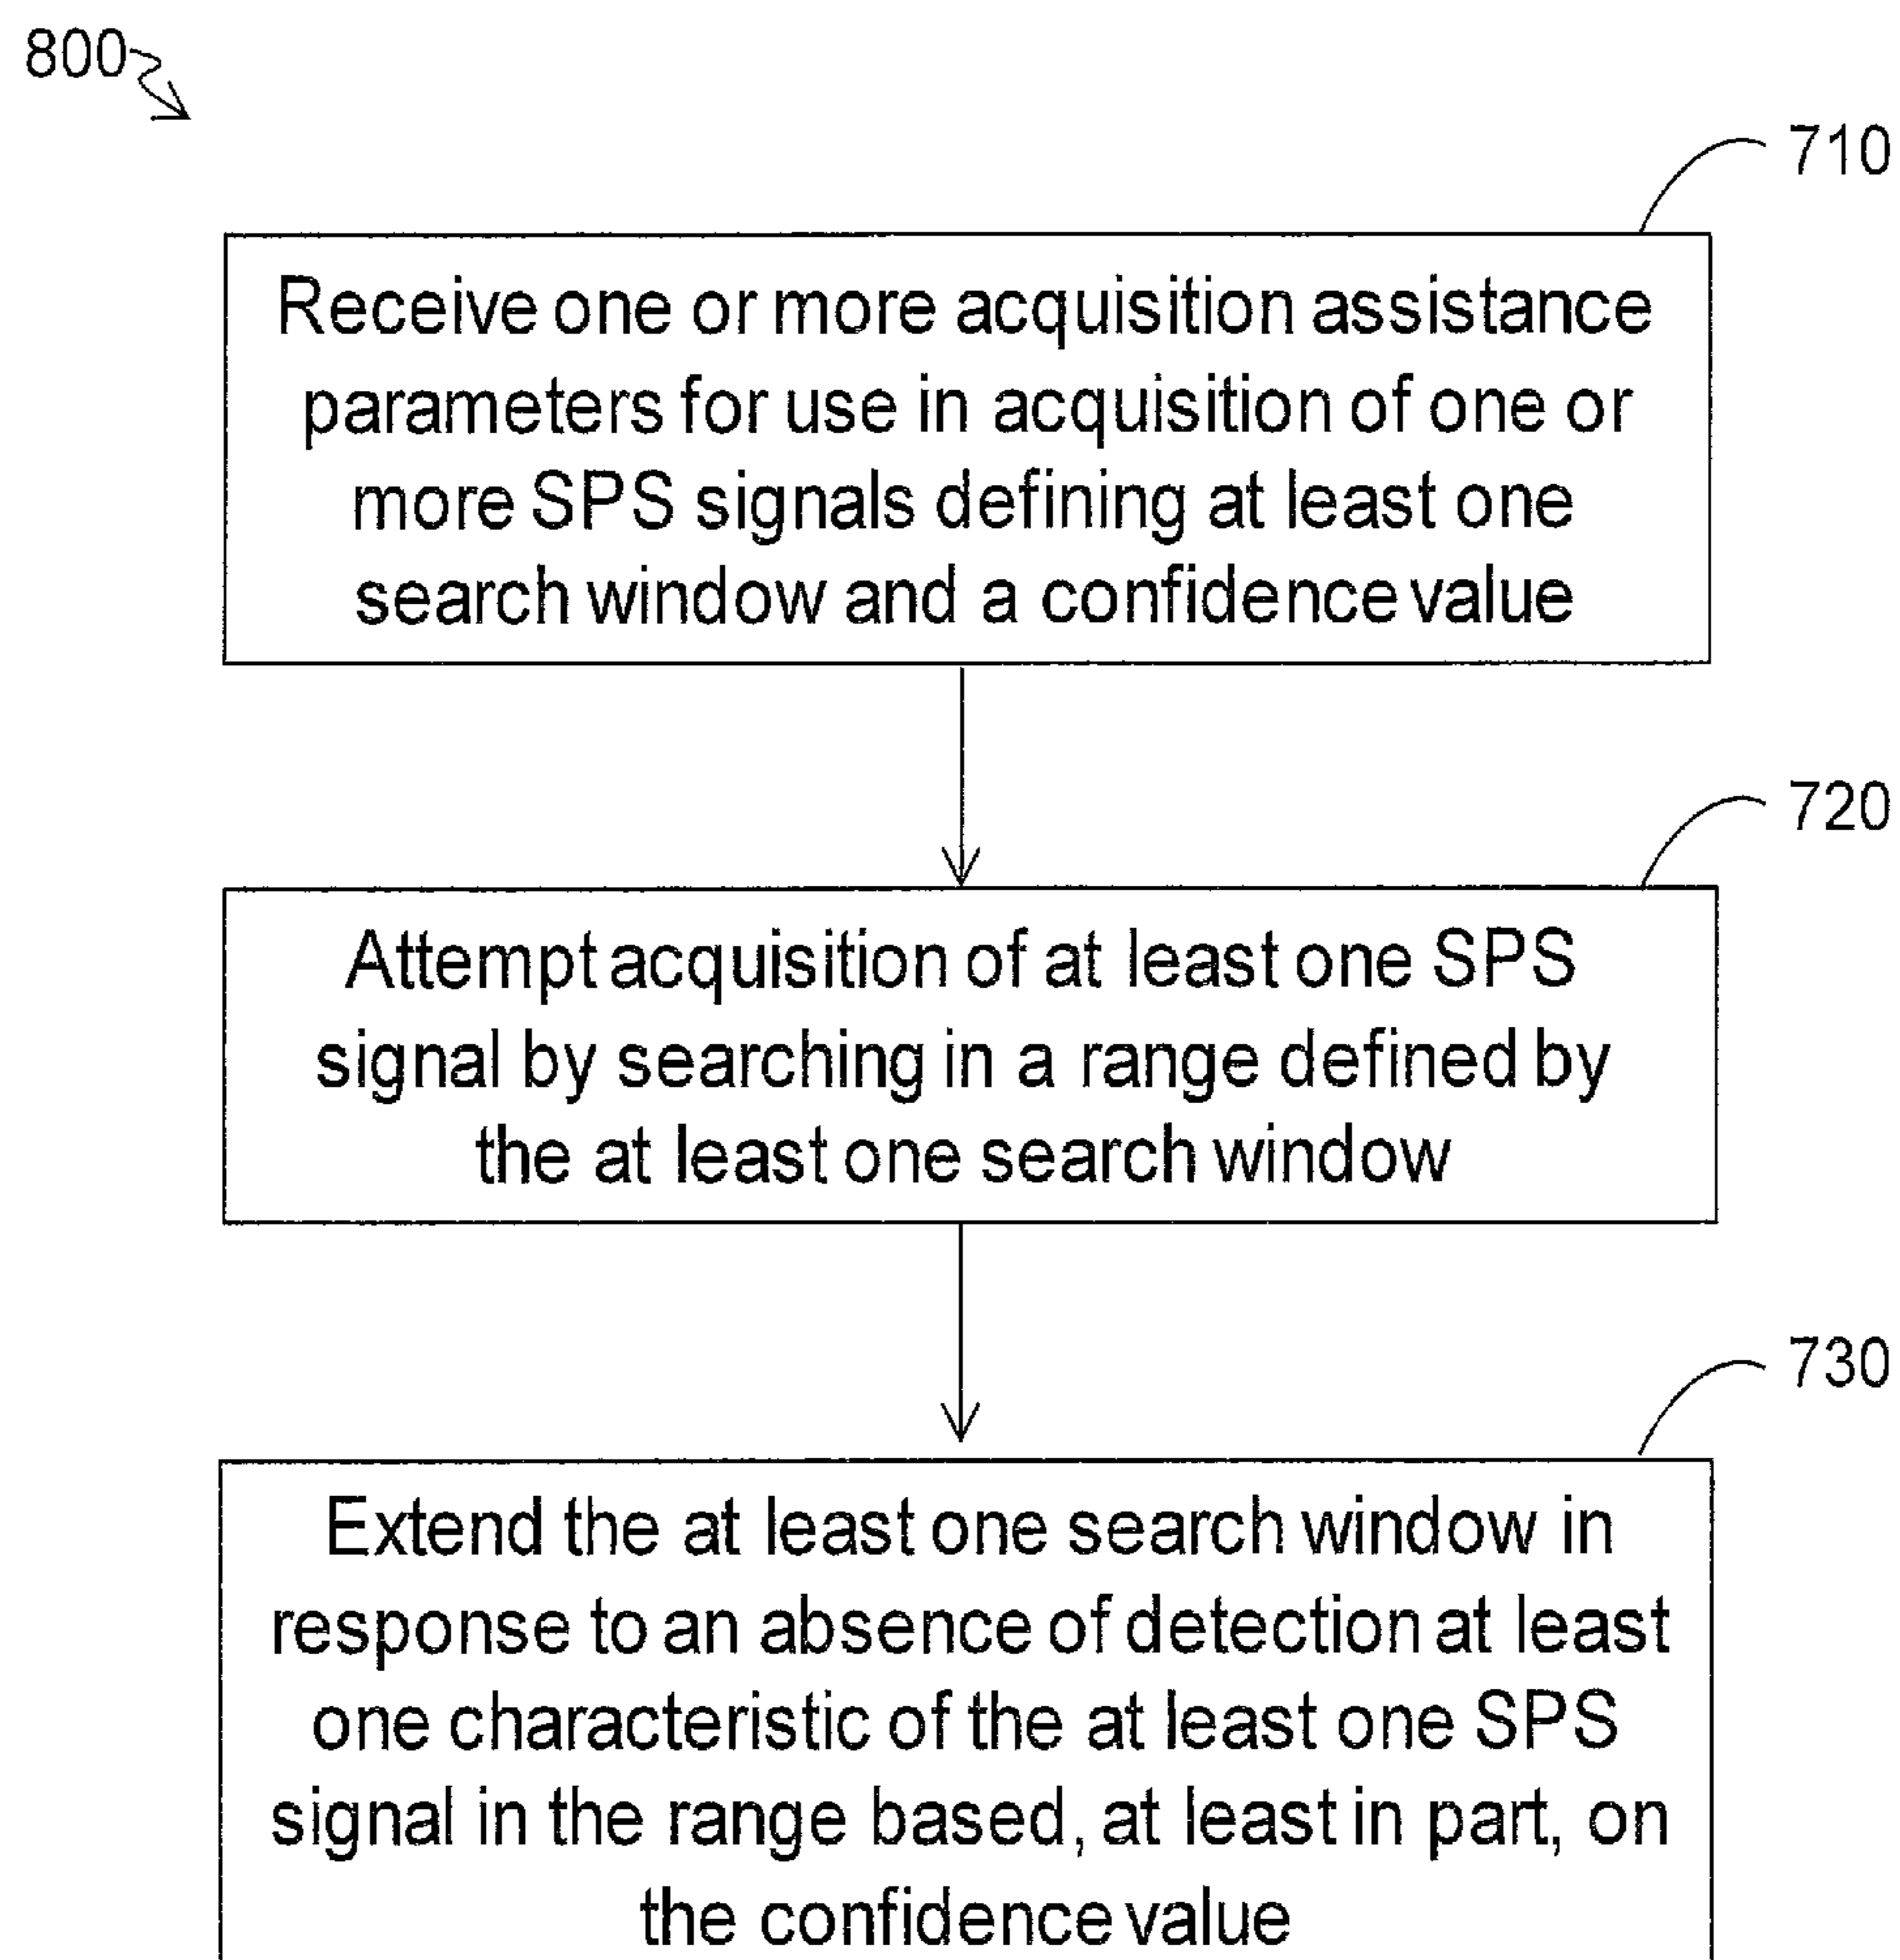 800
710
Receive one or more acquisition assistance
parameters for use in acquisition of one or
more SPS signals defining at least one
search window and a confidence value
720
Attempt acquisition of at least one SPS
signal by searching in a range defined by
the at least one search window
730
Extend the at least one search window in
response to an absence of detection at least
one characteristic of the at least one SPS
signal in the range based, at least in part, on
the confidence value